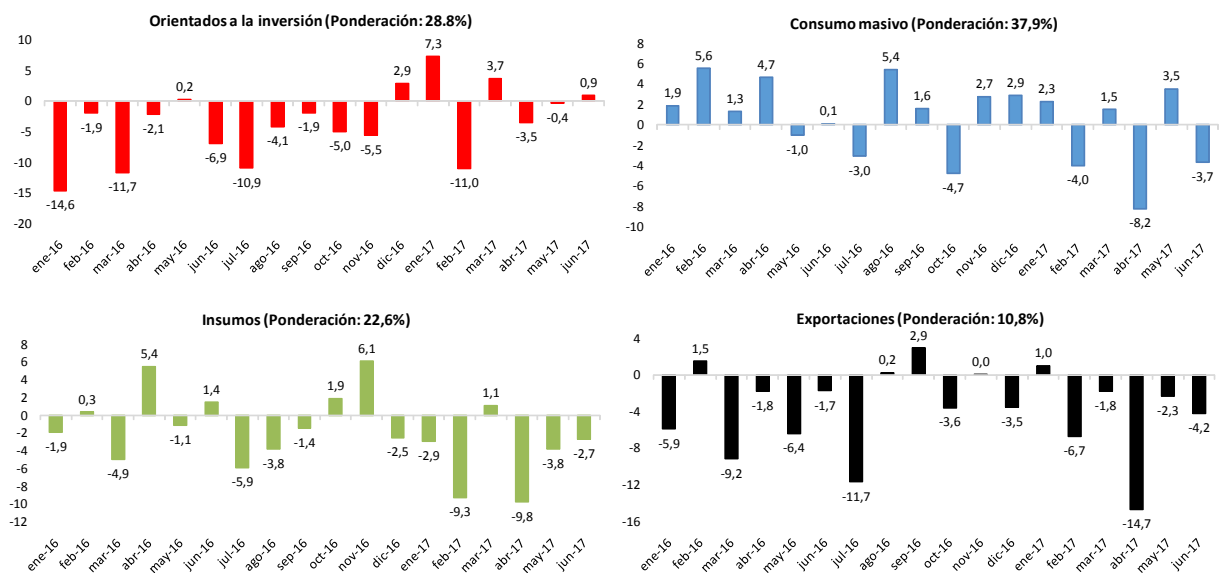 Orientados a la inversión (Ponderación: 28.8%)
10
5
0
-5
-10
-15
-20
-14,6
-1,9
-11,7
-2,1
0,2
-6,9
-10,9
-4,1
-1,9
-5,0
-5,5
2,9
7,3
-11,0
3,7
-3,5
-0,4
0,9
ene-16
feb-16
mar-16
abr-16
may-16
jun-16
jul-16
ago-16
sep-16
oct-16
nov-16
dic-16
ene-17
feb-17
mar-17
abr-17
may-17
jun-17
Consumo masivo (Ponderación: 37,9%)
8
6
4
2
0
-2
-4
-6
-8
-10
1,9
5,6
1,3
4,7
-1,0
0,1
-3,0
5,4
1,6
-4,7
2,7
2,9
2,3
-4,0
1,5
-8,2
3,5
-3,7
ene-16
feb-16
mar-16
abr-16
may-16
jun-16
jul-16
ago-16
sep-16
oct-16
nov-16
dic-16
ene-17
feb-17
mar-17
abr-17
may-17
jun-17
Insumos (Ponderación: 22,6%)
8
6
4
2
0
-2
-4
-6
-8
-10
-12
-1,9
0,3
-4,9
5,4
-1,1
1,4
-5,9
-3,8
-1,4
1,9
6,1
-2,5
-2,9
-9,3
1,1
-9,8
-3,8
-2,7
ene-16
feb-16
mar-16
abr-16
may-16
jun-16
jul-16
ago-16
sep-16
oct-16
nov-16
dic-16
ene-17
feb-17
mar-17
abr-17
may-17
jun-17
Exportaciones (Ponderación: 10,8%)
4
0
-4
-8
-12
-16
-5,9
1,5
-9,2
-1,8
-6,4
-1,7
-11,7
0,2
2,9
-3,6
0,0
-3,5
1,0
-6,7
-1,8
-14,7
-2,3
-4,2
ene-16
feb-16
mar-16
abr-16
may-16
jun-16
jul-16
ago-16
sep-16
oct-16
nov-16
dic-16
ene-17
feb-17
mar-17
abr-17
may-17
jun-17